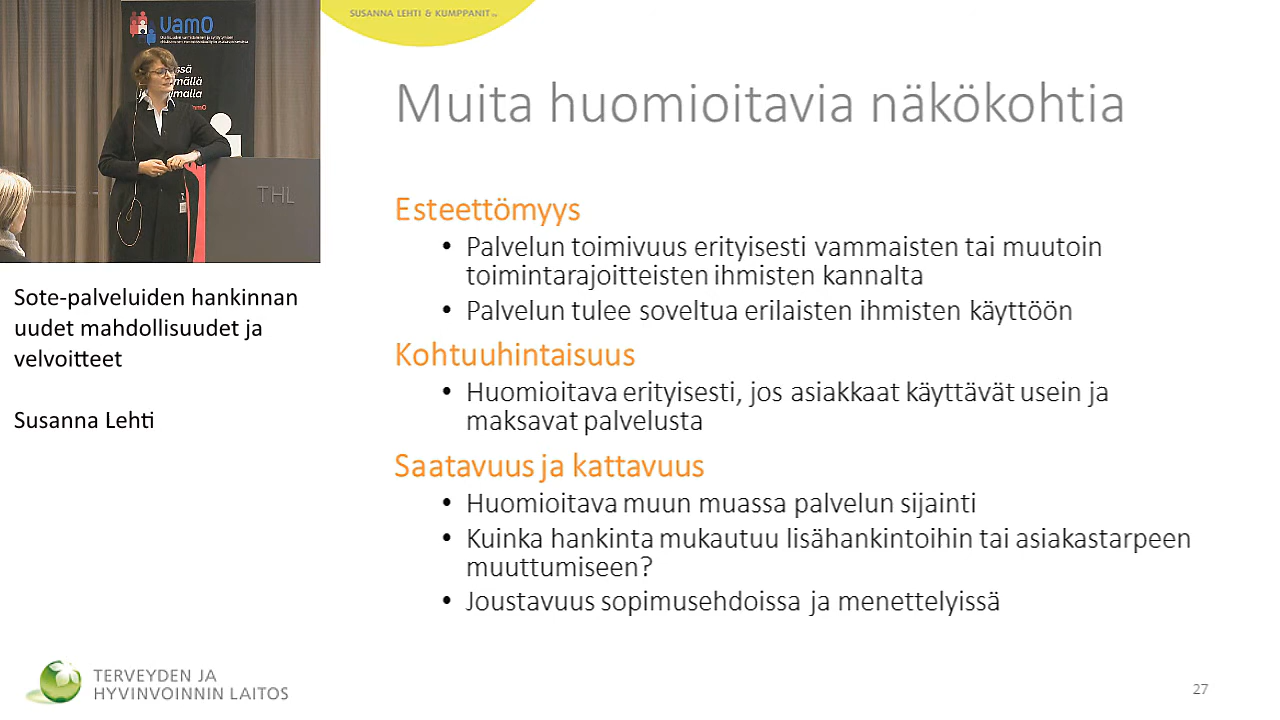 SUSANNA LEHTI & KUMPPANIT
Muita huomioitavia näkökohtia
VamO
THL
Esteettömyys
• Palvelun toimivuus erityisesti vammaisten tai muutoin
toimintarajoitteisten ihmisten kannalta
• Palvelun tulee soveltua erilaisten ihmisten käyttöön
Kohtuuhintaisuus
• Huomioitava erityisesti, jos asiakkaat käyttävät usein ja
maksavat palvelusta
Saatavuus ja kattavuus
• Huomioitava muun muassa palvelun sijainti
• Kuinka hankinta mukautuu lisähankintoihin tai asiakastarpeen
muuttumiseen?
• Joustavuus sopimusehdoissa ja menettelyissä
Sote-palveluiden hankinnan
uudet mahdollisuudet ja
velvoitteet
Susanna Lehti
TERVEYDEN JA
HYVINVOINNIN LAITOS
27